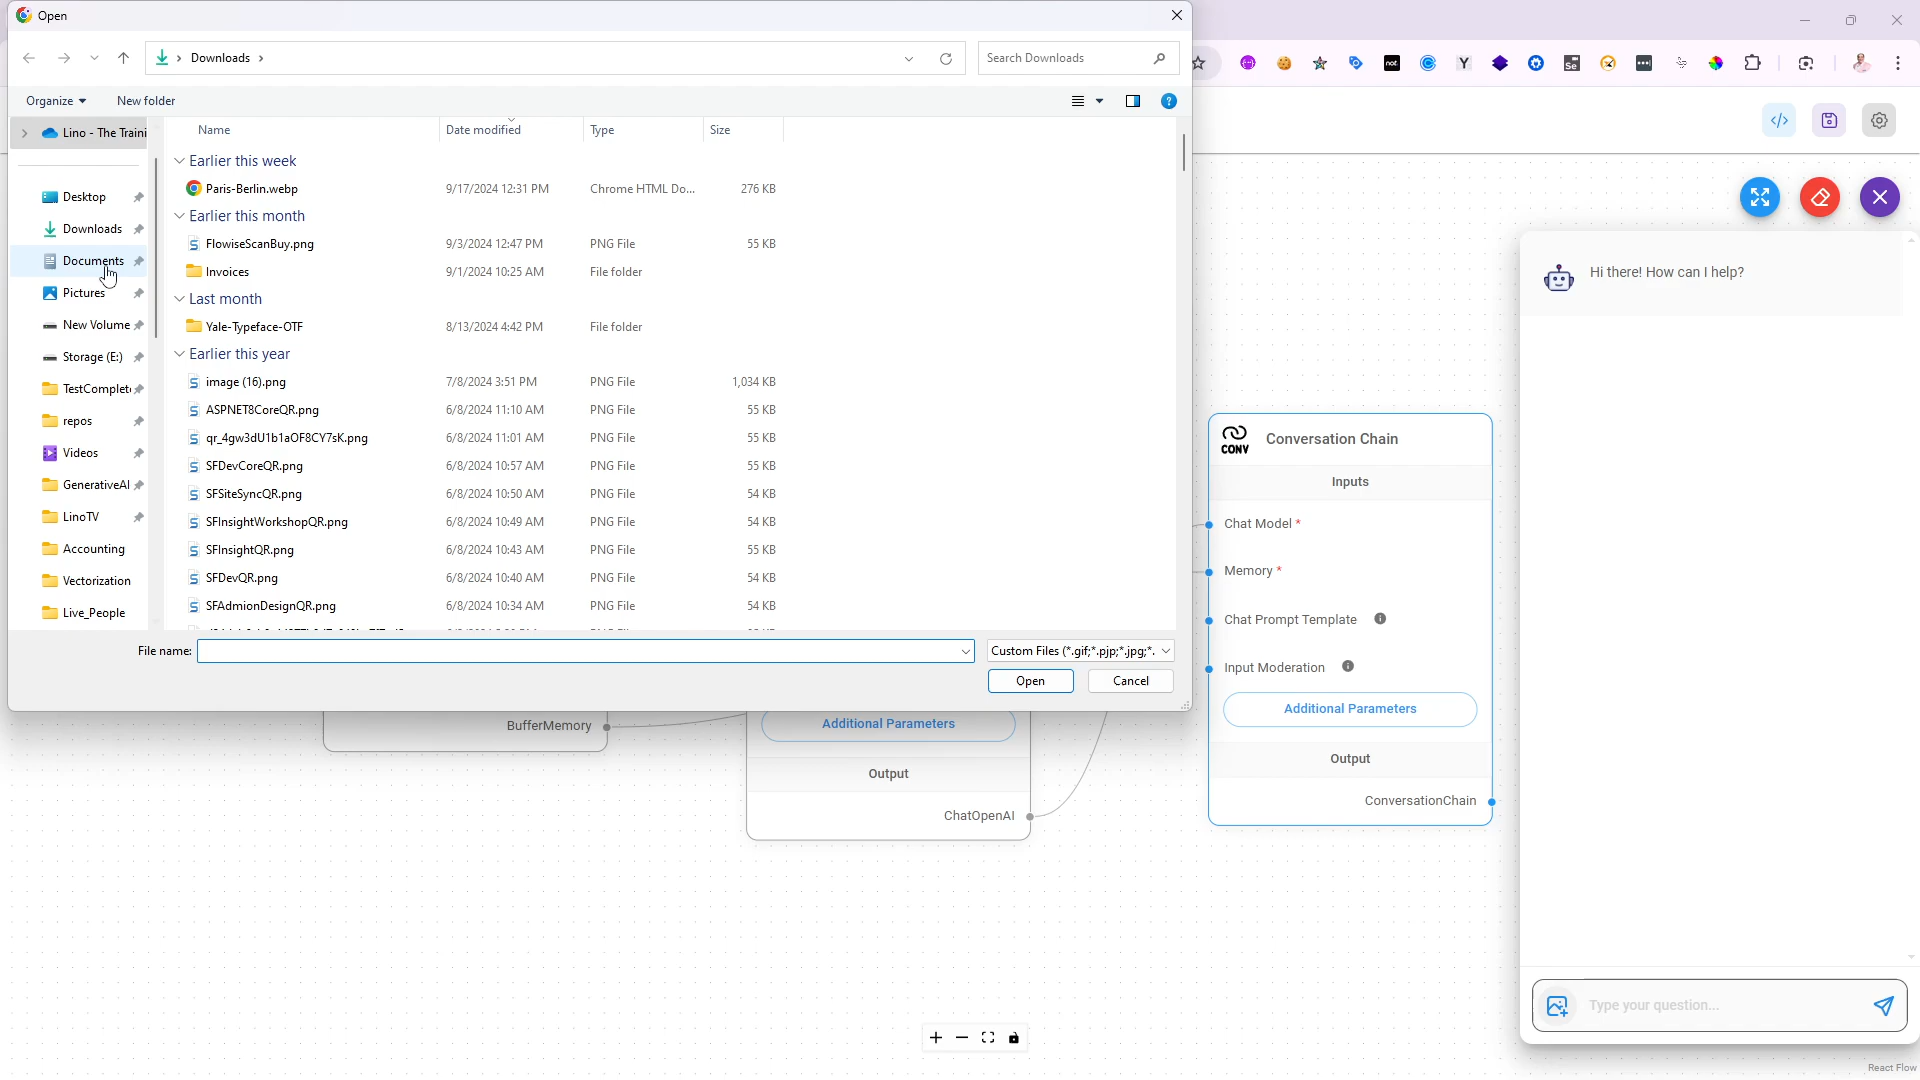 Open
Downloads
Search Downloads
Organize
New folder
Lino - The Traini
Desktop
Downloads
Documents
Pictures
New Volume
Storage (E:)
TestComplet
repos
Videos
GenerativeAI
LinoTV
Accounting
Vectorization
Live_People
Name Date modified Type Size
Earlier this week
Paris-Berlin.webp 9/17/2024 12:31 PM Chrome HTML Do... 276 KB
Earlier this month
FlowiseScanBuy.png 9/3/2024 12:47 PM PNG File 55 KB
Invoices 9/1/2024 10:25 AM File folder
Last month
Yale-Typeface-OTF 8/13/2024 4:42 PM File folder
Earlier this year
image (16).png 7/8/2024 3:51 PM PNG File 1,034 KB
ASPNET8CoreQR.png 6/8/2024 11:10 AM PNG File 55 KB
qr_4gw3dU1b1aOF8CY7sK.png 6/8/2024 11:01 AM PNG File 55 KB
SFDevCoreQR.png 6/8/2024 10:57 AM PNG File 55 KB
SFSiteSyncQR.png 6/8/2024 10:50 AM PNG File 54 KB
SFInsightWorkshopQR.png 6/8/2024 10:49 AM PNG File 54 KB
SFInsightQR.png 6/8/2024 10:43 AM PNG File 55 KB
SFDevQR.png 6/8/2024 10:40 AM PNG File 54 KB
SFAdmionDesignQR.png 6/8/2024 10:34 AM PNG File 54 KB
File name:
Custom Files (*.gif;*.pjp;*.jpg;*.
Open
Cancel
not
Y
Se
</>
Hi there! How can I help?
CONV
Conversation Chain
Inputs
Chat Model *
Memory *
Chat Prompt Template
Input Moderation
Additional Parameters
Output
ConversationChain
BufferMemory
Additional Parameters
Output
ChatOpenAI
Type your question...
React Flow